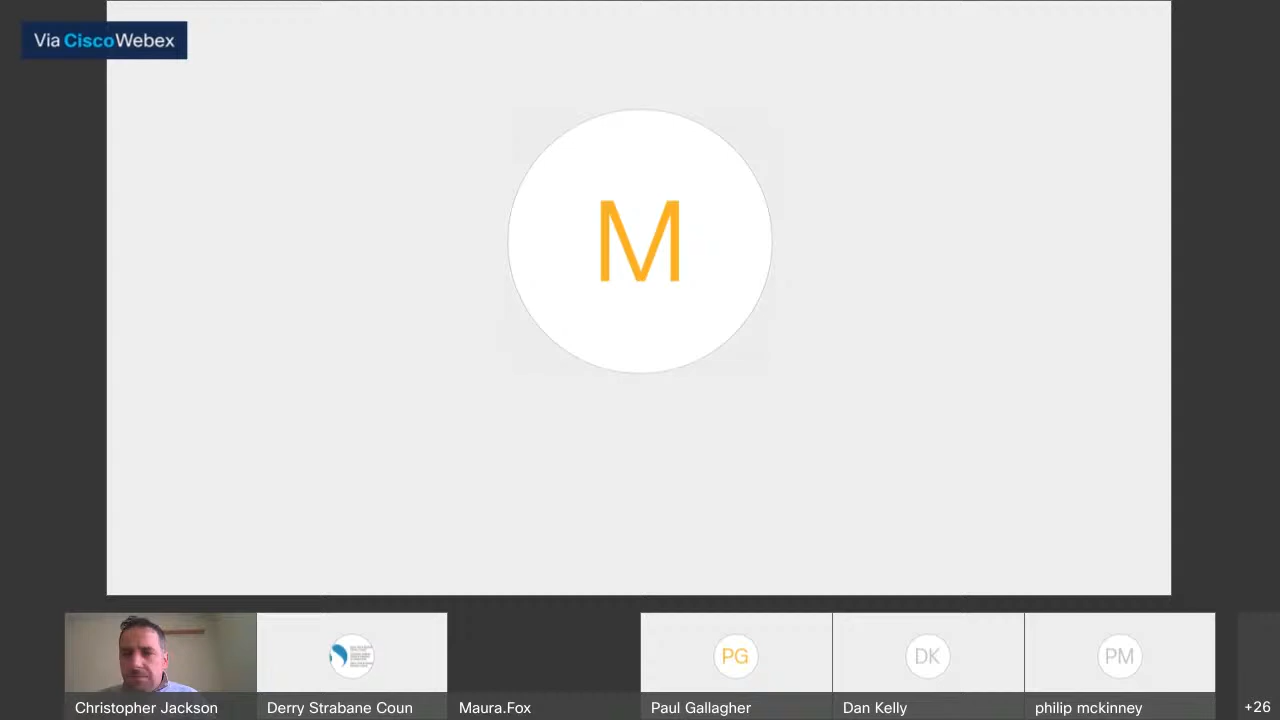 Via CiscoWebex
M
PG
DK
PM
Christopher Jackson
Derry Strabane Coun
Maura.Fox
Paul Gallagher
Dan Kelly
philip mckinney
+26